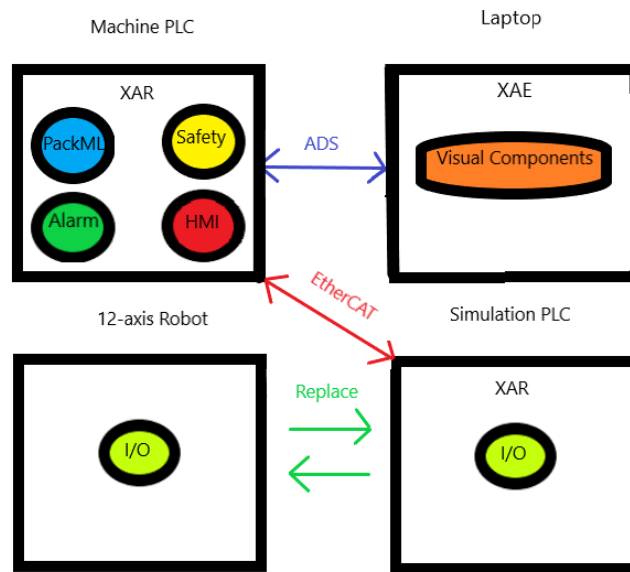 Machine PLC
Laptop
XAR
XAE
PackML
Safety
ADS
Visual Components
Alarm
HMI
EtherCAT
12-axis Robot
Simulation PLC
Replace
XAR
I/O
I/O